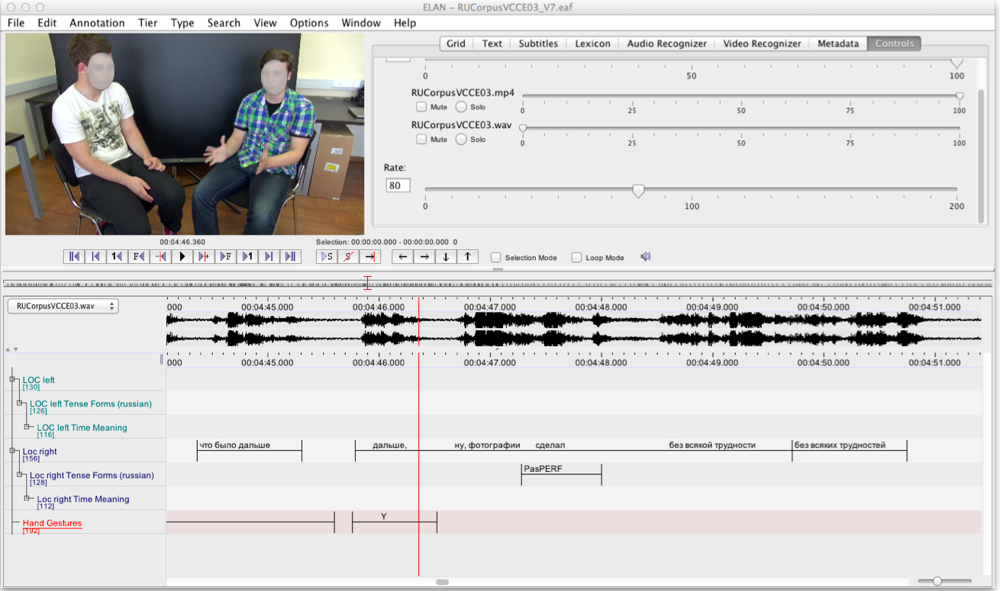 ELAN – RUCorpusVCCE03_V7.eaf
File Edit Annotation Tier Type Search View Options Window Help
Grid Text Subtitles Lexicon Audio Recognizer Video Recognizer Metadata Controls
0 50 100
RUCorpusVCCE03.mp4
Mute Solo
0 25 50 75 100
RUCorpusVCCE03.wav
Mute Solo
0 25 50 75 100
Rate:
80
0 100 200
00:04:46.360
Selection: 00:00:00.000 - 00:00:00.000 0
1 F F 1 S S Selection Mode Loop Mode
RUCorpusVCCE03.wav
000 00:04:45.000 00:04:46.000 00:04:47.000 00:04:48.000 00:04:49.000 00:04:50.000 00:04:51.000
000 00:04:45.000 00:04:46.000 00:04:47.000 00:04:48.000 00:04:49.000 00:04:50.000 00:04:51.000
LOC left
[130]
LOC left Tense Forms (russian)
[126]
LOC left Time Meaning
[116]
что было дальше дальше, ну, фотографии сделал без всякой трудности без всяких трудностей
Loc right
[156]
PasPERF
Loc right Tense Forms (russian)
[128]
Loc right Time Meaning
[112]
Y
Hand Gestures
[192]